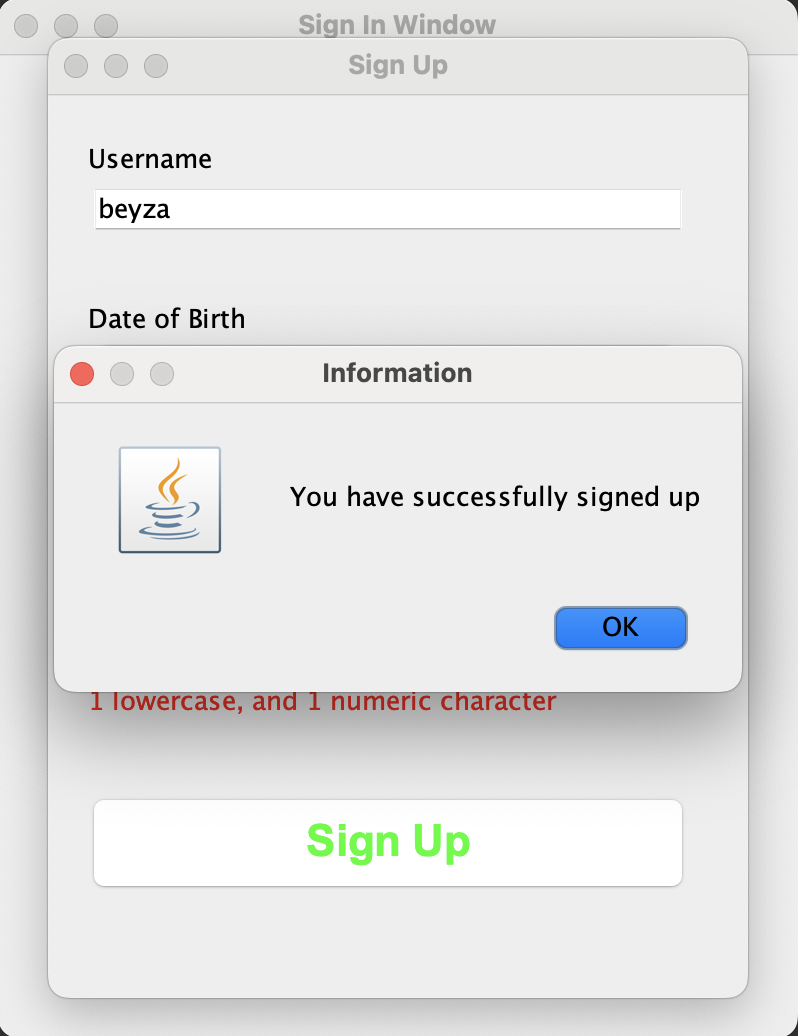 Sign In Window
Sign Up
Username
beyza
Date of Birth
Information
You have successfully signed up
OK
1 lowercase, and 1 numeric character
Sign Up